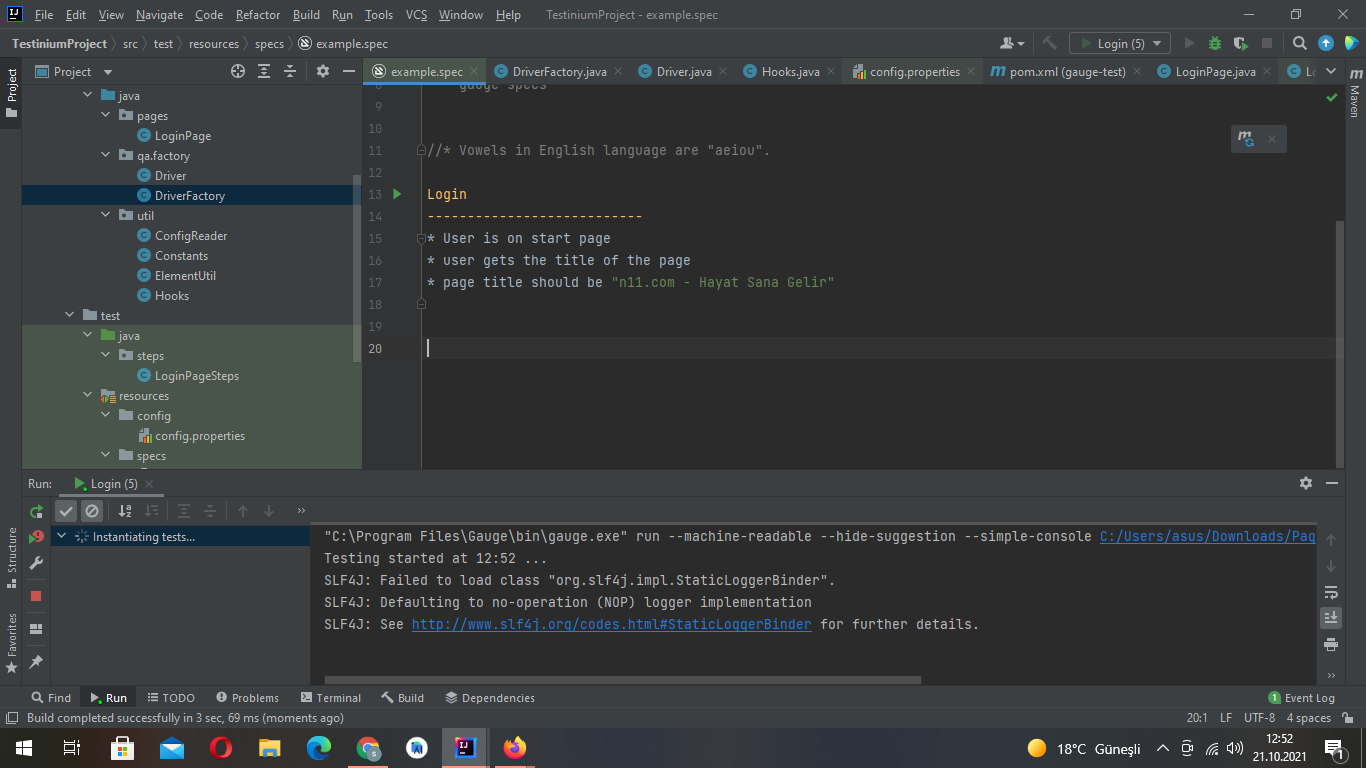 File Edit View Navigate Code Refactor Build Run Tools VCS Window Help TestiniumProject - example.spec
TestiniumProject src test resources specs example.spec Login (5)
Project example.spec DriverFactory.java Driver.java Hooks.java config.properties pom.xml (gauge-test) LoginPage.java
Project
Maven
java
pages
LoginPage
qa.factory
Driver
DriverFactory
util
ConfigReader
Constants
ElementUtil
Hooks
test
java
steps
LoginPageSteps
resources
config
config.properties
specs
8 gauge specs
9
10
11 //* Vowels in English language are "aeiou".
12
13 Login
14 ---------------------------
15 * User is on start page
16 * user gets the title of the page
17 * page title should be "n11.com - Hayat Sana Gelir"
18
19
20
Run: Login (5)
Structure
Favorites
Instantiating tests...
"C:\Program Files\Gauge\bin\gauge.exe" run --machine-readable --hide-suggestion --simple-console C:/Users/asus/Downloads/Pag
Testing started at 12:52 ...
SLF4J: Failed to load class "org.slf4j.impl.StaticLoggerBinder".
SLF4J: Defaulting to no-operation (NOP) logger implementation
SLF4J: See http://www.slf4j.org/codes.html#StaticLoggerBinder for further details.
Find Run TODO Problems Terminal Build Dependencies 1 Event Log
Build completed successfully in 3 sec, 69 ms (moments ago) 20:1 LF UTF-8 4 spaces
18°C Güneşli 12:52
21.10.2021
1